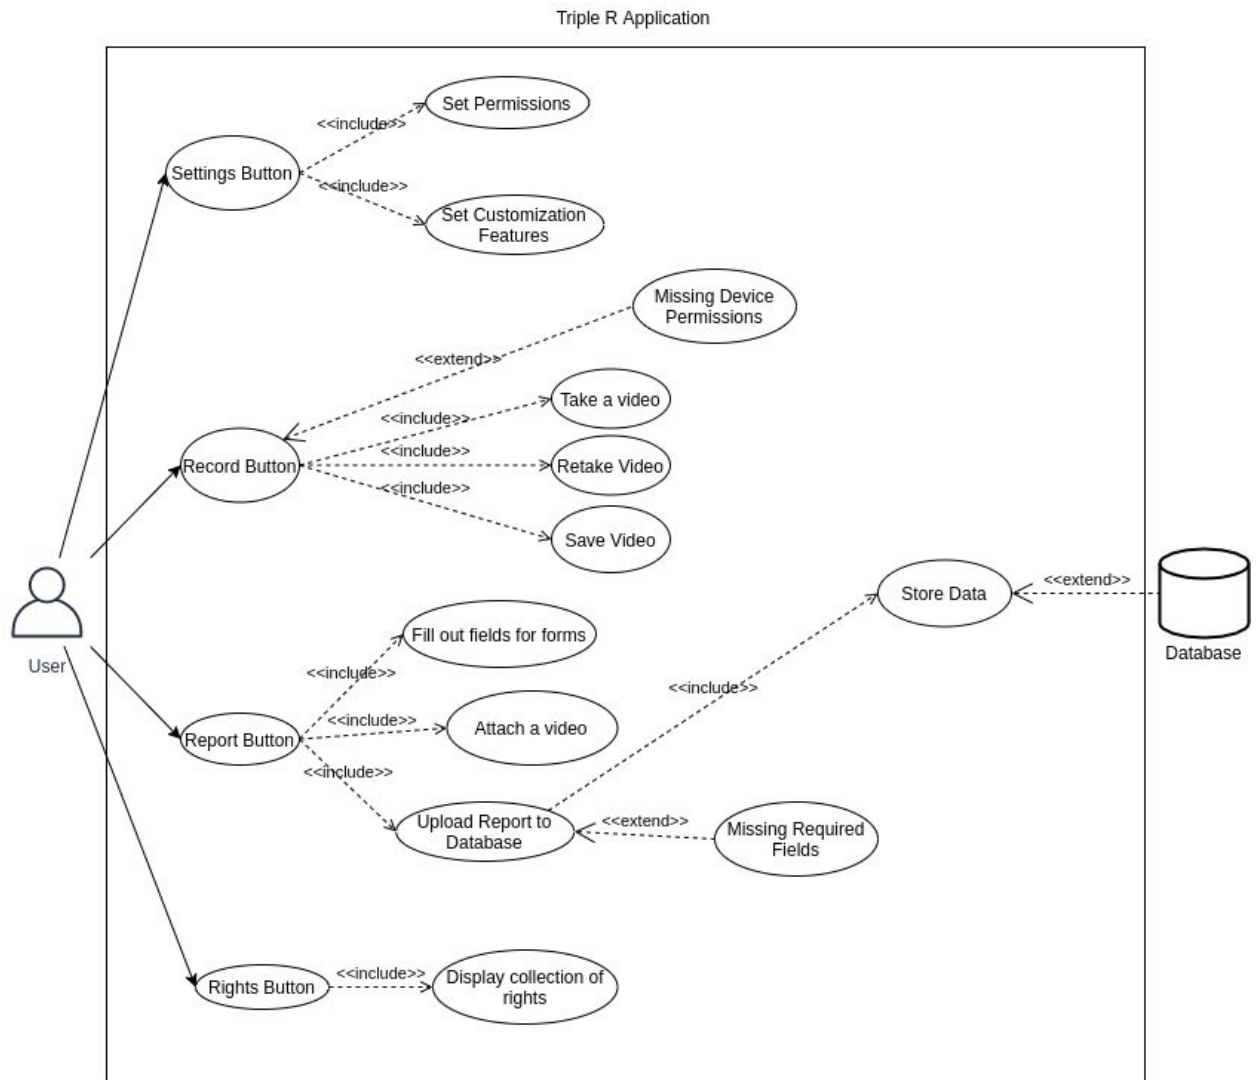 Triple R Application
Set Permissions
<<include>>
Settings Button
<<include>>
Set Customization
Features
Missing Device
Permissions
<<extend>>
Take a video
<<include>>
<<include>>
Record Button
Retake Video
<<include>>
Save Video
Store Data
<<extend>>
Database
User
Fill out fields for forms
<<include>>
<<include>>
<<include>>
Attach a video
Report Button
<<include>>
Upload Report to
Database
<<extend>>
Missing Required
Fields
Rights Button
<<include>>
Display collection of
rights